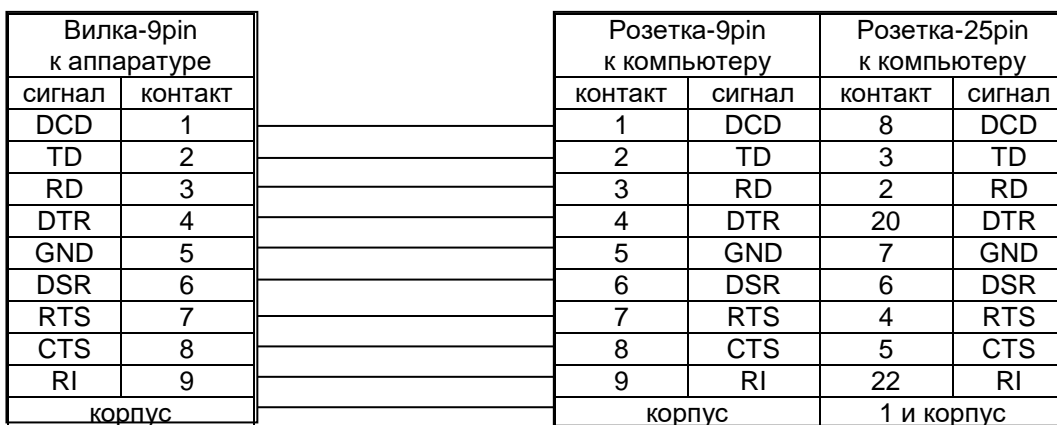 Вилка-9pin Розетка-9pin Розетка-25pin
к аппаратуре к компьютеру к компьютеру
сигнал контакт контакт сигнал контакт сигнал
DCD 1 1 DCD 8 DCD
TD 2 2 TD 3 TD
RD 3 3 RD 2 RD
DTR 4 4 DTR 20 DTR
GND 5 5 GND 7 GND
DSR 6 6 DSR 6 DSR
RTS 7 7 RTS 4 RTS
CTS 8 8 CTS 5 CTS
RI 9 9 RI 22 RI
корпус корпус 1 и корпус